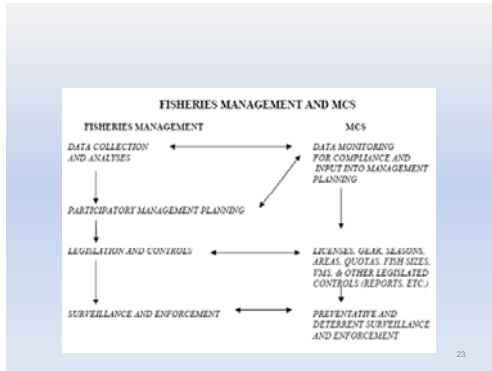 FISHERIES MANAGEMENT AND MCS
FISHERIES MANAGEMENT
MCS
DATA COLLECTION
AND ANALYSES
DATA MONITORING
FOR COMPLIANCE AND
INPUT INTO MANAGEMENT
PLANNING
PARTICIPATORY MANAGEMENT PLANNING
LEGISLATION AND CONTROLS
LICENSES, GEAR, SEASONS,
AREAS, QUOTAS, FISH SIZES,
VMS, & OTHER LEGISLATED
CONTROLS (REPORTS, ETC.)
SURVEILLANCE AND ENFORCEMENT
PREVENTATIVE AND
DETERRENT SURVEILLANCE
AND ENFORCEMENT
23